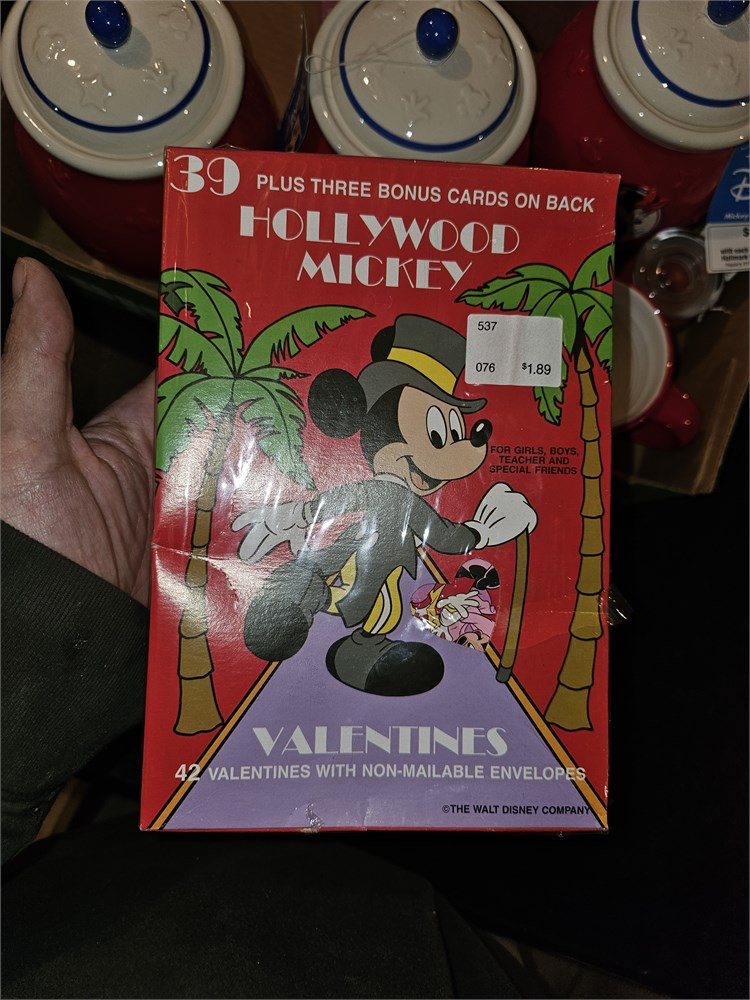 39 PLUS THREE BONUS CARDS ON BACK
HOLLYWOOD
MICKEY
537
076 $1.89
FOR GIRLS, BOYS,
TEACHER AND
SPECIAL FRIENDS
VALENTINES
42 VALENTINES WITH NON-MAILABLE ENVELOPES
©THE WALT DISNEY COMPANY